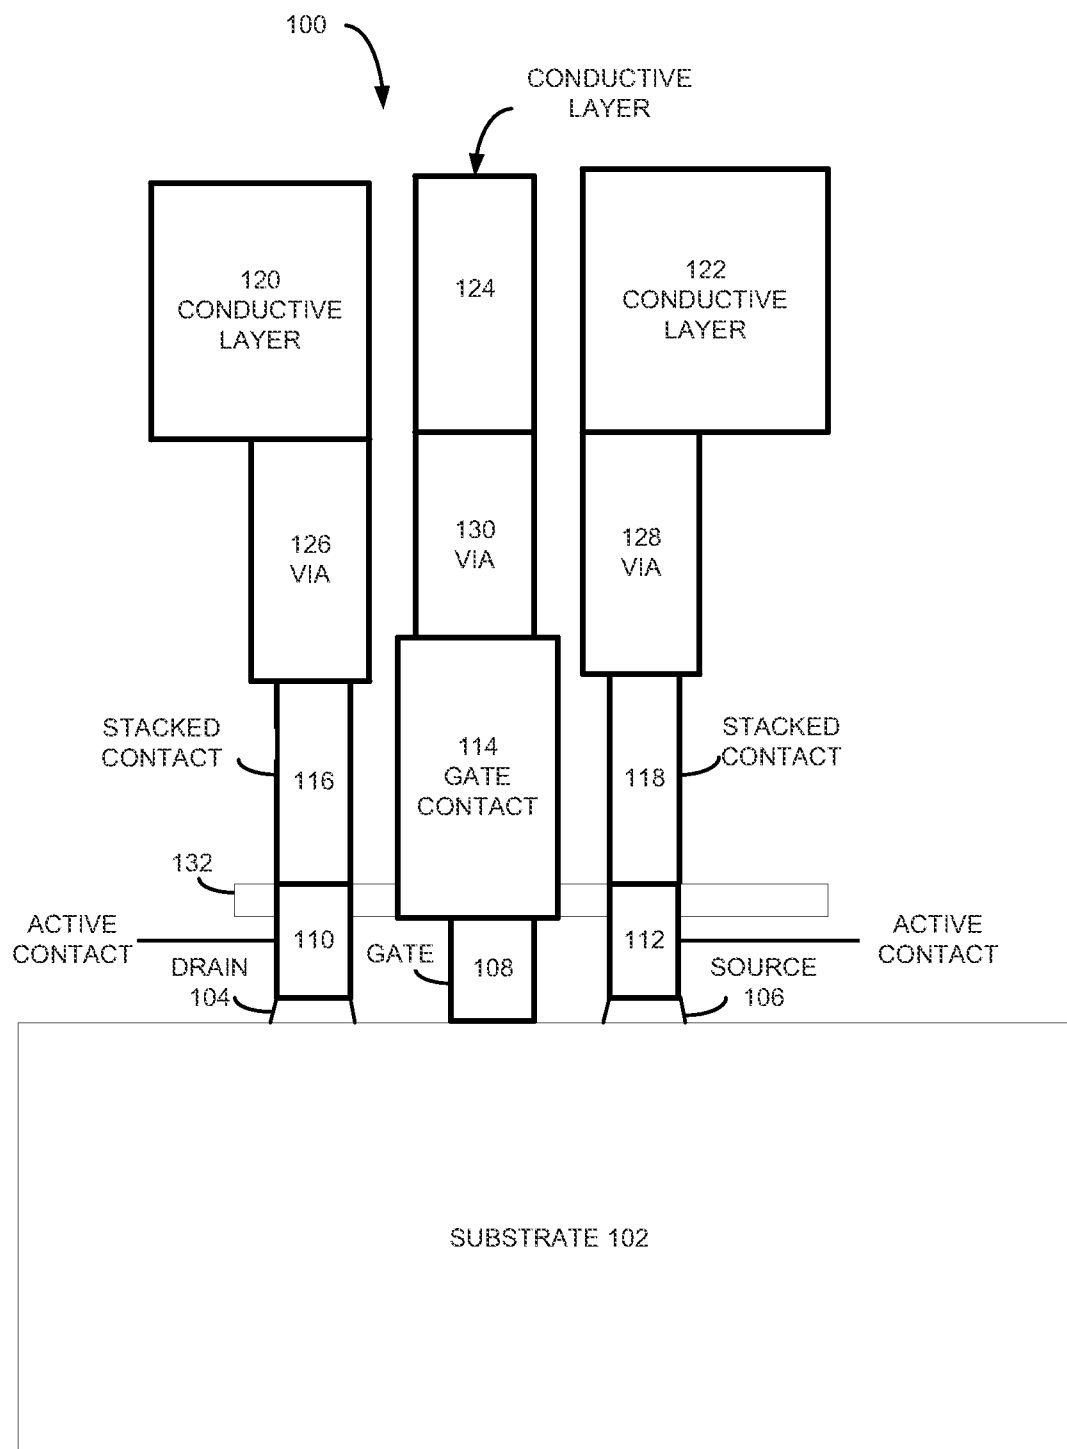 100
CONDUCTIVE
LAYER
120
CONDUCTIVE
LAYER
124
122
CONDUCTIVE
LAYER
126
VIA
130
VIA
128
VIA
STACKED
CONTACT
116
114
GATE
CONTACT
118
STACKED
CONTACT
132
ACTIVE
CONTACT
110
DRAIN
104
GATE
108
112
SOURCE
106
ACTIVE
CONTACT
SUBSTRATE 102